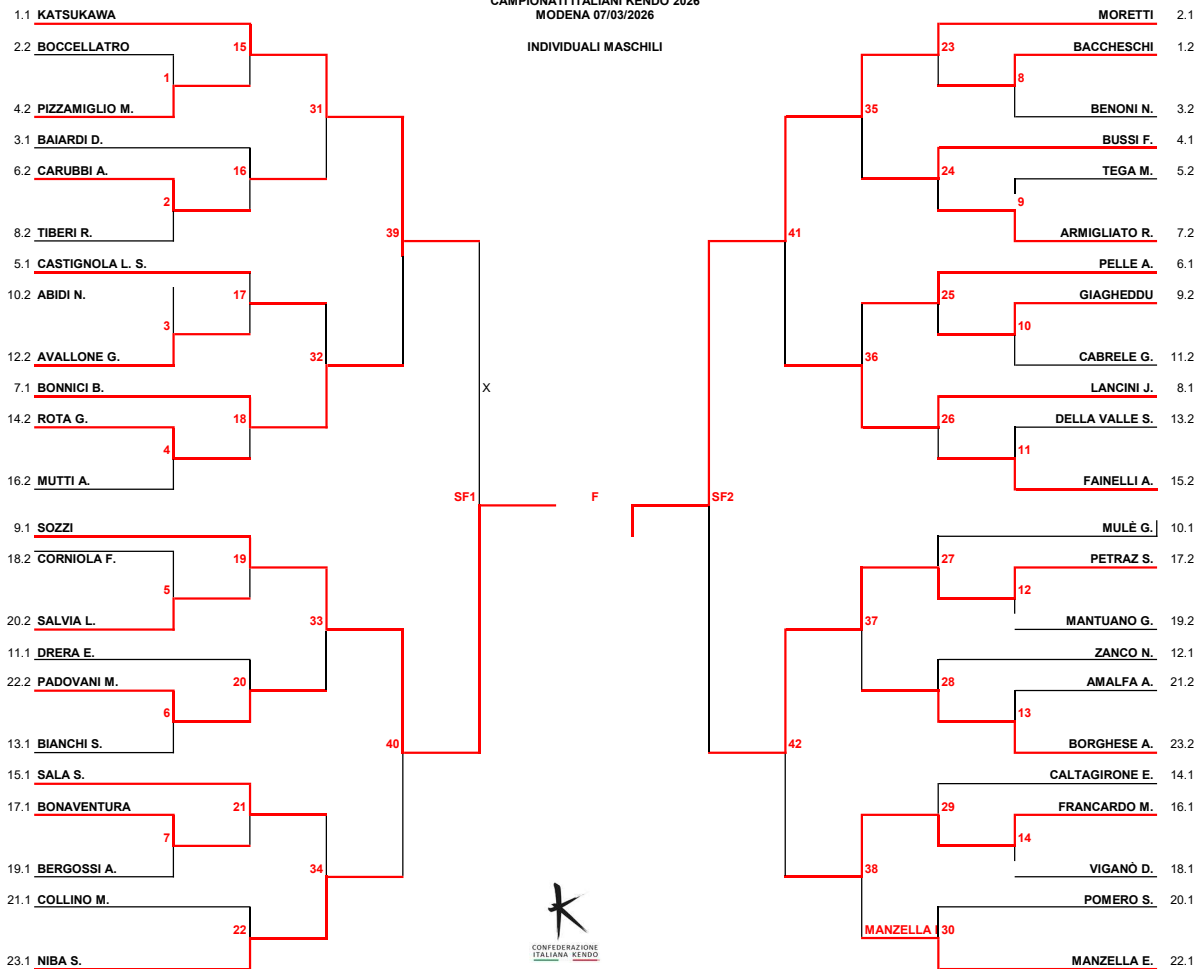 CAMPIONATI ITALIANI KENDO 2026
MODENA 07/03/2026
INDIVIDUALI MASCHILI
1.1 KATSUKAWA
2.2 BOCCELLATRO
15
1
4.2 PIZZAMIGLIO M.
31
3.1 BAIARDI D.
6.2 CARUBBI A.
16
2
8.2 TIBERI R.
39
5.1 CASTIGNOLA L. S.
10.2 ABIDI N.
17
3
12.2 AVALLONE G.
32
7.1 BONNICI B.
X
14.2 ROTA G.
18
4
16.2 MUTTI A.
SF1
F
SF2
9.1 SOZZI
18.2 CORNIOLA F.
19
5
20.2 SALVIA L.
33
11.1 DRERA E.
22.2 PADOVANI M.
20
6
13.1 BIANCHI S.
40
15.1 SALA S.
17.1 BONAVENTURA
21
7
19.1 BERGOSSI A.
34
21.1 COLLINO M.
22
23.1 NIBA S.
MORETTI 2.1
23
BACCHESCHI 1.2
8
35
BENONI N. 3.2
BUSSI F. 4.1
24
TEGA M. 5.2
9
41
ARMIGLIATO R. 7.2
PELLE A. 6.1
25
GIAGHEDDU 9.2
10
36
CABRELE G. 11.2
LANCINI J. 8.1
26
DELLA VALLE S. 13.2
11
FAINELLI A. 15.2
MULÈ G. 10.1
27
PETRAZ S. 17.2
12
37
MANTUANO G. 19.2
ZANCO N. 12.1
28
AMALFA A. 21.2
13
42
BORGHESE A. 23.2
CALTAGIRONE E. 14.1
29
FRANCARDO M. 16.1
14
38
VIGANÒ D. 18.1
POMERO S. 20.1
MANZELLA 30
MANZELLA E. 22.1
CONFEDERAZIONE
ITALIANA KENDO